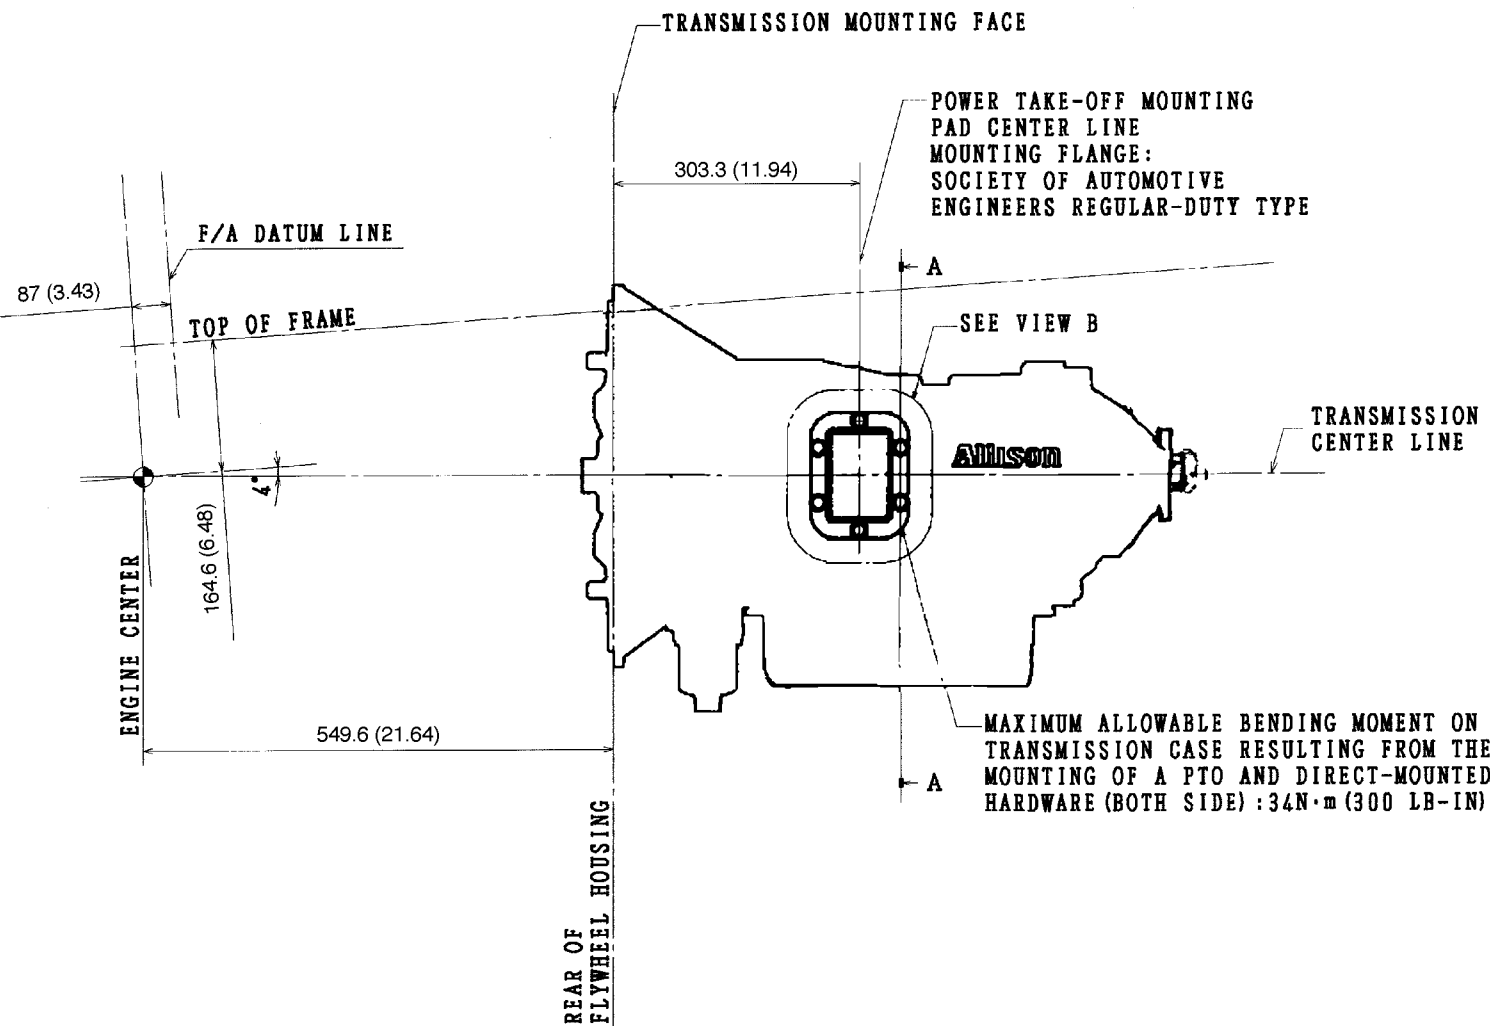 TRANSMISSION MOUNTING FACE
POWER TAKE-OFF MOUNTING
PAD CENTER LINE
MOUNTING FLANGE:
SOCIETY OF AUTOMOTIVE
ENGINEERS REGULAR-DUTY TYPE
303.3 (11.94)
F/A DATUM LINE
A
87 (3.43)
TOP OF FRAME
SEE VIEW B
TRANSMISSION
CENTER LINE
Allison
4°
164.6 (6.48)
ENGINE CENTER
549.6 (21.64)
MAXIMUM ALLOWABLE BENDING MOMENT ON
TRANSMISSION CASE RESULTING FROM THE
MOUNTING OF A PTO AND DIRECT-MOUNTED
HARDWARE (BOTH SIDE) :34N·m (300 LB-IN)
A
REAR OF
FLYWHEEL HOUSING